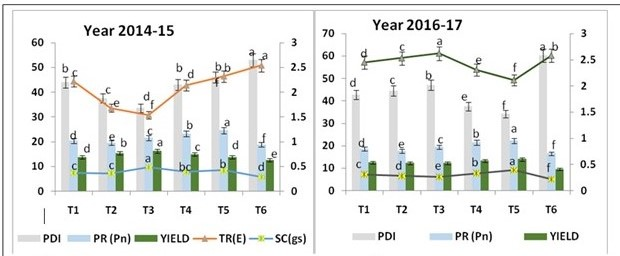 Year 2014-15
60 50 40 30 20 10 0
3 2.5 2 1.5 1 0.5 0
b c f b b a
c e f d b a
d e c b a d
d b a b d e
c c a bc b d
T1 T2 T3 T4 T5 T6
PDI PR (Pn) YIELD TR(E) SC(gs)
Year 2016-17
70 60 50 40 30 20 10 0
3 2.5 2 1.5 1 0.5 0
d c a e f b
c b a e f a
d e c b a f
c d e b a f
T1 T2 T3 T4 T5 T6
PDI PR (Pn) YIELD